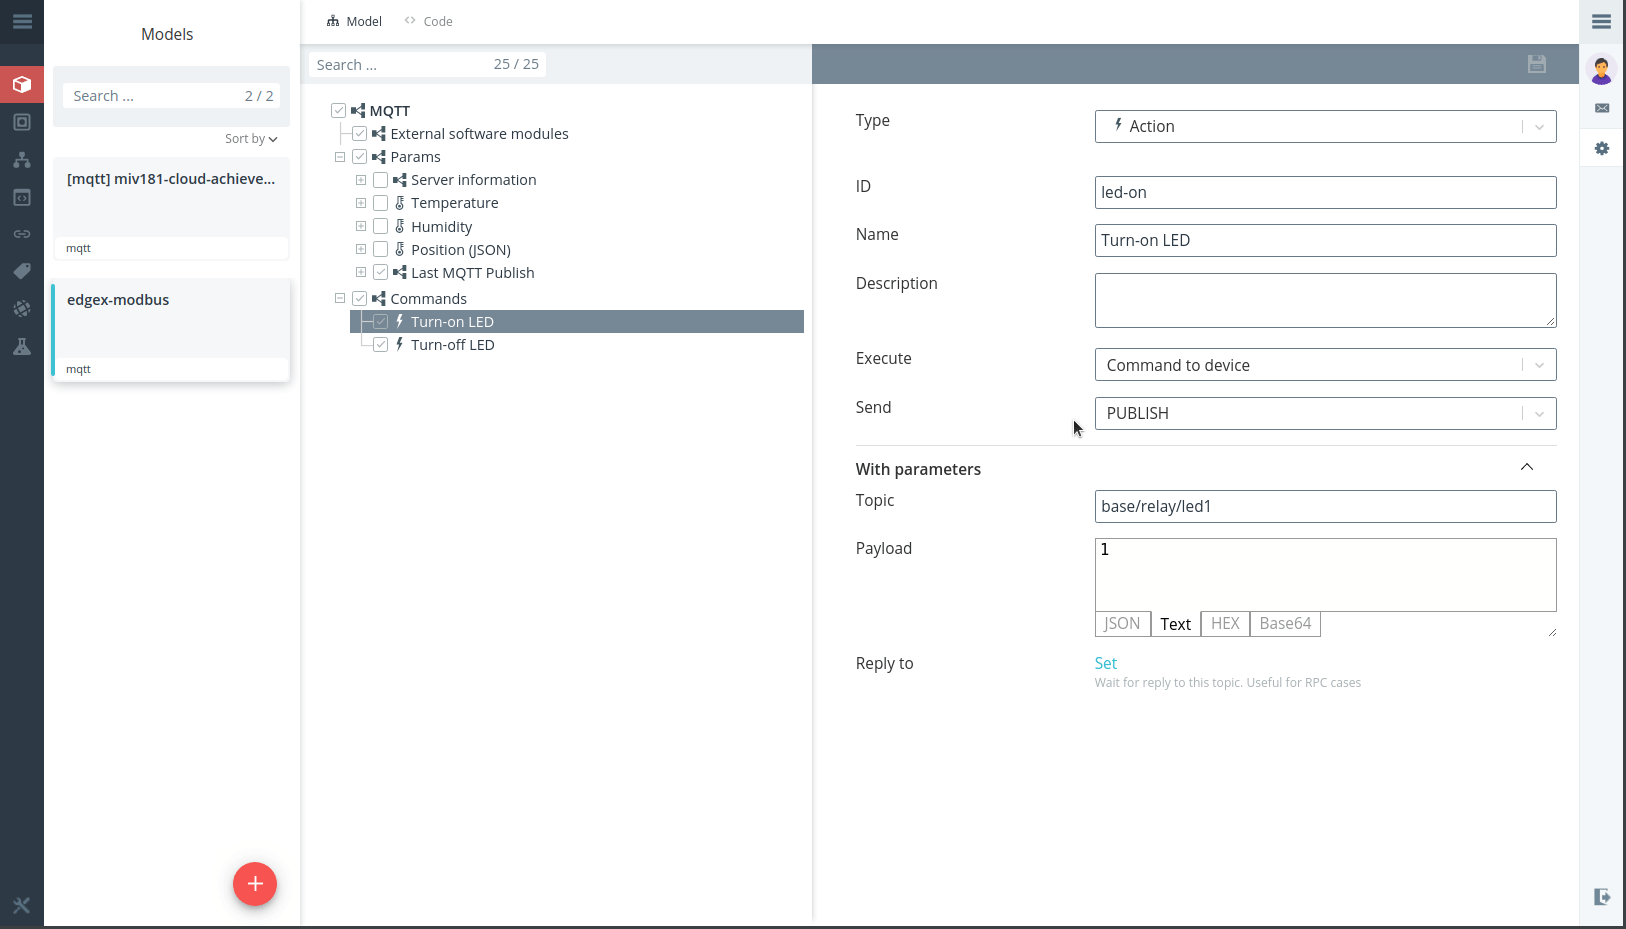 Models
Search ... 2 / 2
Sort by
[mqtt] miv181-cloud-achieve...
mqtt
edgex-modbus
mqtt
Model Code
Search ... 25 / 25
MQTT
External software modules
Params
Server information
Temperature
Humidity
Position (JSON)
Last MQTT Publish
Commands
Turn-on LED
Turn-off LED
Type Action
ID led-on
Name Turn-on LED
Description
Execute Command to device
Send PUBLISH
With parameters
Topic base/relay/led1
Payload 1
JSON Text HEX Base64
Reply to Set
Wait for reply to this topic. Useful for RPC cases